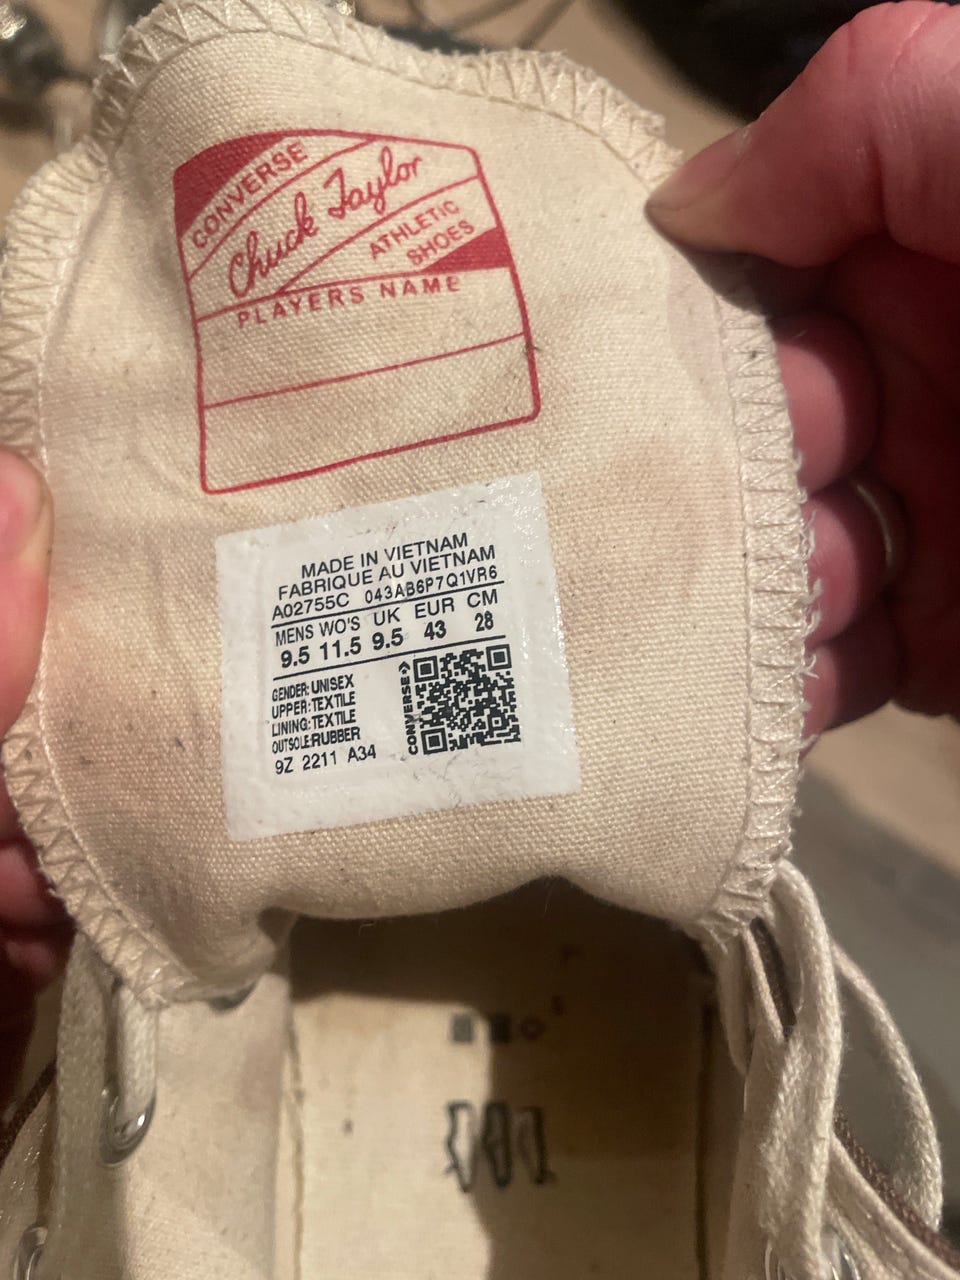 CONVERSE
Chuck Taylor
ATHLETIC
SHOES
PLAYERS NAME
MADE IN VIETNAM
FABRIQUE AU VIETNAM
A02755C 043AB6P7Q1VR6
MENS WO'S UK EUR CM
9.5 11.5 9.5 43 28
GENDER: UNISEX
UPPER:TEXTILE
LINING:TEXTILE
OUTSOLE:RUBBER
9Z 2211 A34
CONVERSE